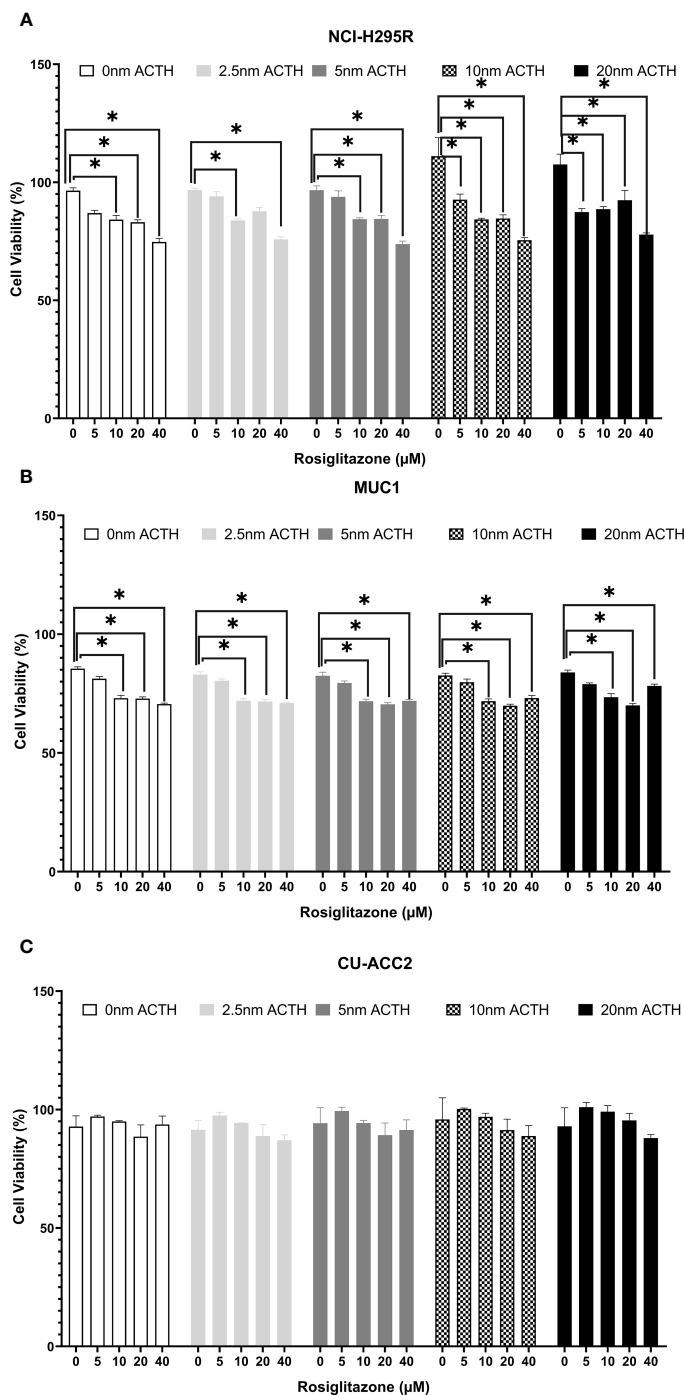 A
NCI-H295R
150
0nm ACTH 2.5nm ACTH 5nm ACTH 10nm ACTH 20nm ACTH
* * * * * * * * * * * * * * * *
100
50
0
Cell Viability (%)
0 5 10 20 40 0 5 10 20 40 0 5 10 20 40 0 5 10 20 40 0 5 10 20 40
Rosiglitazone (µM)
B
MUC1
150
0nm ACTH 2.5nm ACTH 5nm ACTH 10nm ACTH 20nm ACTH
* * * * * * * * * * * * * * *
100
50
0
Cell Viability (%)
0 5 10 20 40 0 5 10 20 40 0 5 10 20 40 0 5 10 20 40 0 5 10 20 40
Rosiglitazone (µM)
C
CU-ACC2
150
0nm ACTH 2.5nm ACTH 5nm ACTH 10nm ACTH 20nm ACTH
100
50
0
Cell Viability (%)
0 5 10 20 40 0 5 10 20 40 0 5 10 20 40 0 5 10 20 40 0 5 10 20 40
Rosiglitazone (µM)